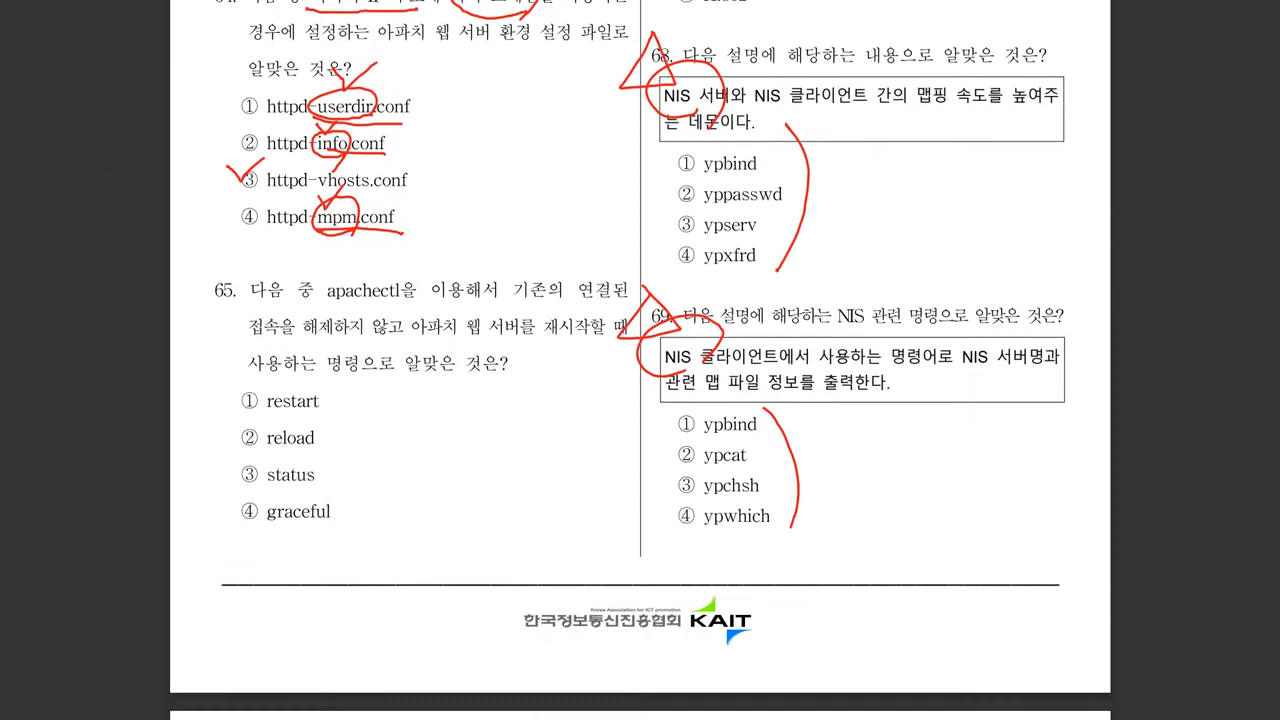 경우에 설정하는 아파치 웹 서버 환경 설정 파일로
알맞은 것은?
① httpd-userdir.conf
② httpd-info.conf
③ httpd-vhosts.conf
④ httpd-mpm.conf
65. 다음 중 apachectl을 이용해서 기존의 연결된
접속을 해제하지 않고 아파치 웹 서버를 재시작할 때
사용하는 명령으로 알맞은 것은?
① restart
② reload
③ status
④ graceful
68. 다음 설명에 해당하는 내용으로 알맞은 것은?
NIS 서버와 NIS 클라이언트 간의 맵핑 속도를 높여주
는 데몬이다.
① ypbind
② yppasswd
③ ypserv
④ ypxfrd
69. 다음 설명에 해당하는 NIS 관련 명령으로 알맞은 것은?
NIS 클라이언트에서 사용하는 명령어로 NIS 서버명과
관련 맵 파일 정보를 출력한다.
① ypbind
② ypcat
③ ypchsh
④ ypwhich
Korea Association for ICT promotion
한국정보통신진흥협회 KAIT